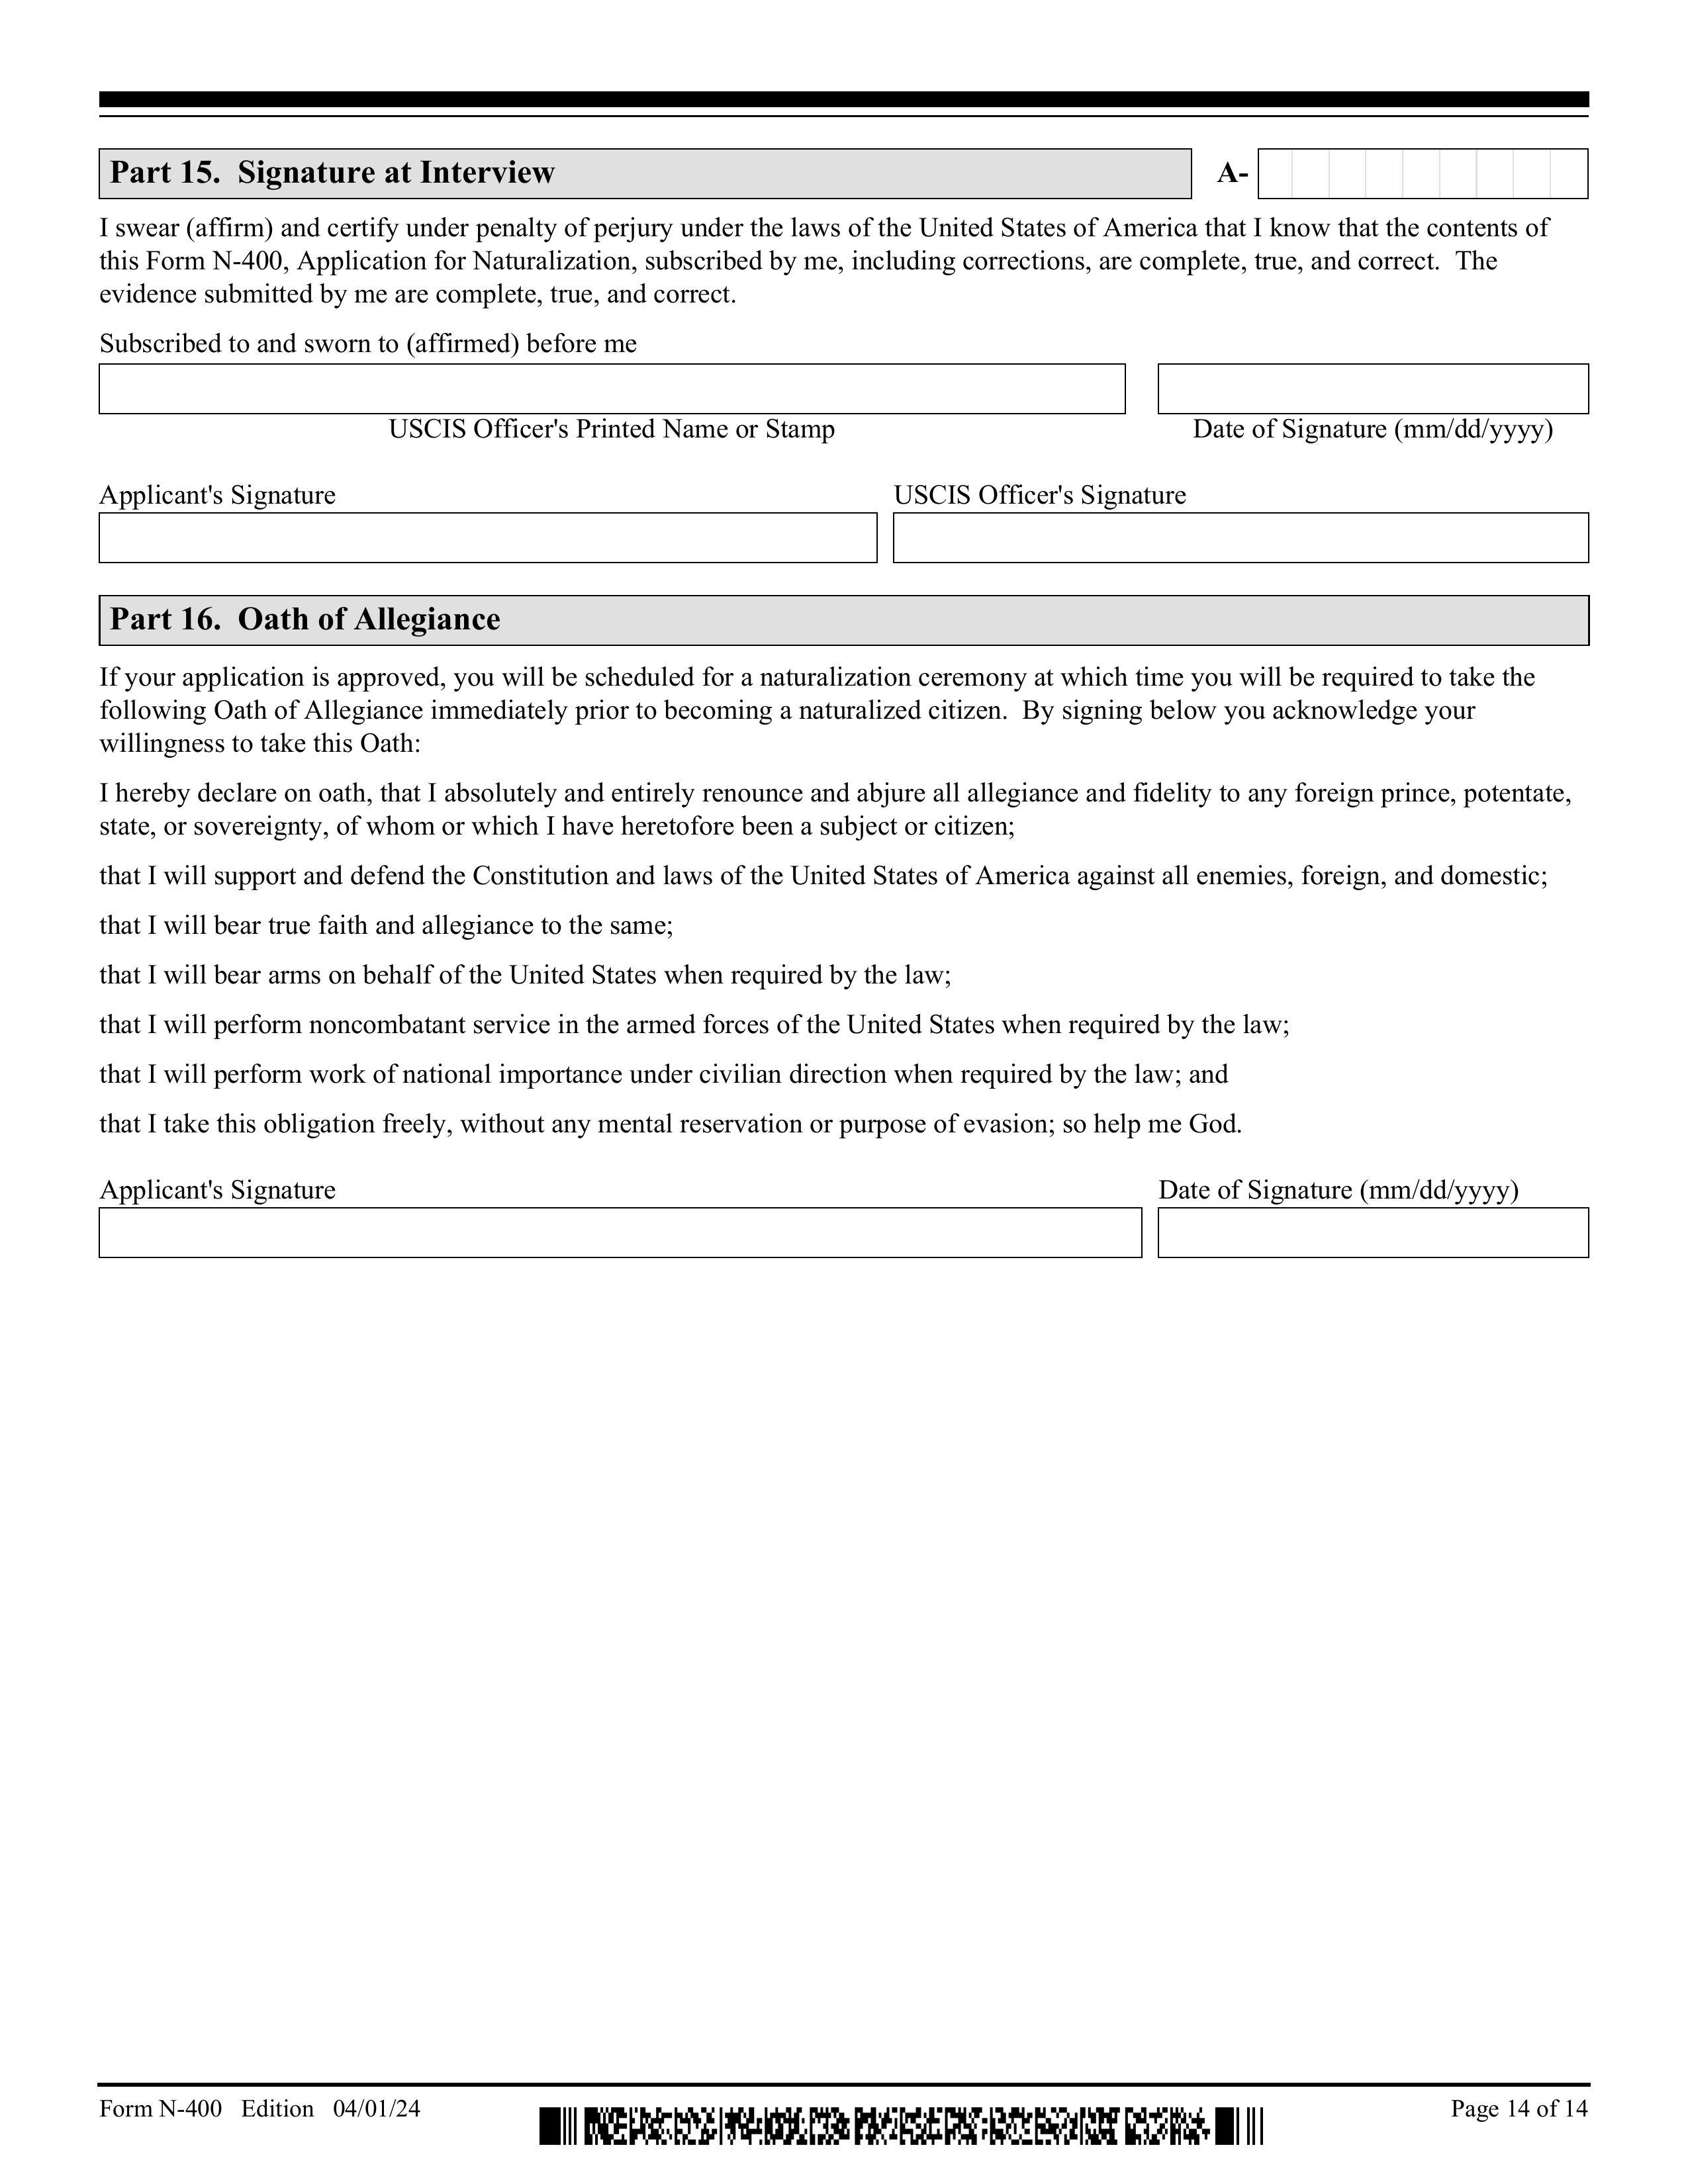 Part 15.  Signature at Interview
A-
I swear (affirm) and certify under penalty of perjury under the laws of the United States of America that I know that the contents of
this Form N-400, Application for Naturalization, subscribed by me, including corrections, are complete, true, and correct.  The
evidence submitted by me are complete, true, and correct.
Subscribed to and sworn to (affirmed) before me
USCIS Officer's Printed Name or Stamp
Date of Signature (mm/dd/yyyy)
Applicant's Signature
USCIS Officer's Signature
Part 16.  Oath of Allegiance
If your application is approved, you will be scheduled for a naturalization ceremony at which time you will be required to take the
following Oath of Allegiance immediately prior to becoming a naturalized citizen.  By signing below you acknowledge your
willingness to take this Oath:
I hereby declare on oath, that I absolutely and entirely renounce and abjure all allegiance and fidelity to any foreign prince, potentate,
state, or sovereignty, of whom or which I have heretofore been a subject or citizen;
that I will support and defend the Constitution and laws of the United States of America against all enemies, foreign, and domestic;
that I will bear true faith and allegiance to the same;
that I will bear arms on behalf of the United States when required by the law;
that I will perform noncombatant service in the armed forces of the United States when required by the law;
that I will perform work of national importance under civilian direction when required by the law; and
that I take this obligation freely, without any mental reservation or purpose of evasion; so help me God.
Applicant's Signature
Date of Signature (mm/dd/yyyy)
Form N-400   Edition   04/01/24
Page 14 of 14